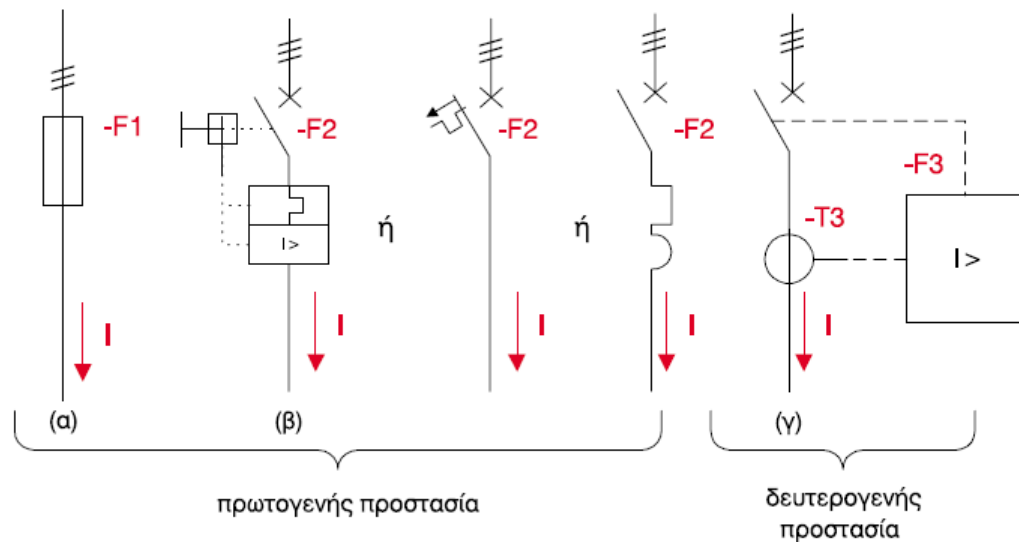 -F1
-F2
-F2
-F2
-F3
-T3
I >
ή
ή
I >
I
I
I
I
I
(α)
(β)
(γ)
πρωτογενής προστασία
δευτερογενής
προστασία